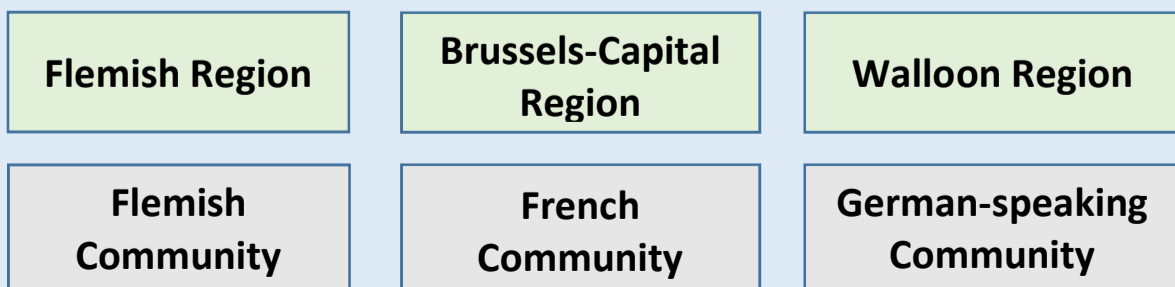 Flemish Region
Brussels-Capital
Region
Walloon Region
Flemish
Community
French
Community
German-speaking
Community